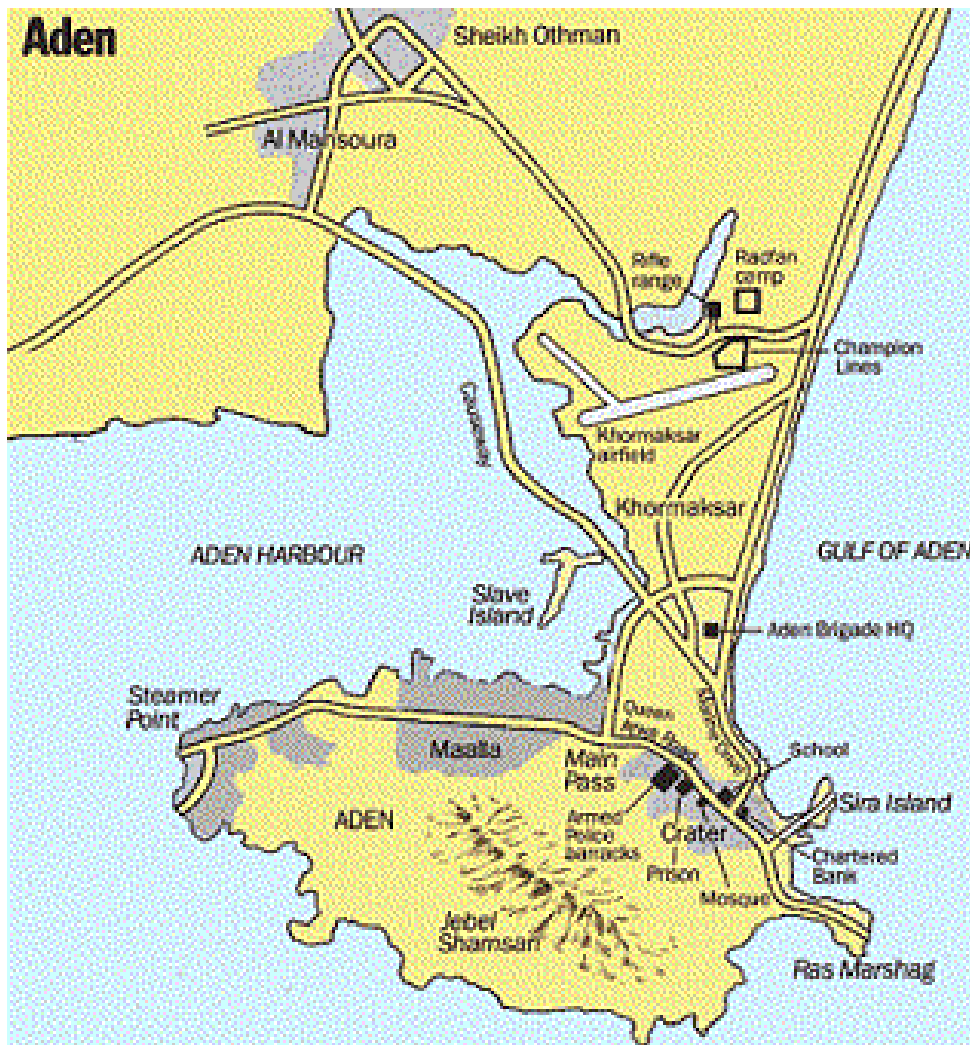 Aden
Sheikh Othman
Al Mansoura
Rifle
range
Radfan
camp
Champion
Lines
Causeway
Khormaksar
airfield
Khormaksar
ADEN HARBOUR
GULF OF ADEN
Slave
Island
Aden Brigade HQ
Steamer
Point
Queen
Arwa Road
Marine Drive
Maalla
Main
Pass
School
ADEN
Armed
Police
barracks
Crater
Sira Island
Prison
Chartered
Bank
Mosque
Jebel
Shamsan
Ras Marshag